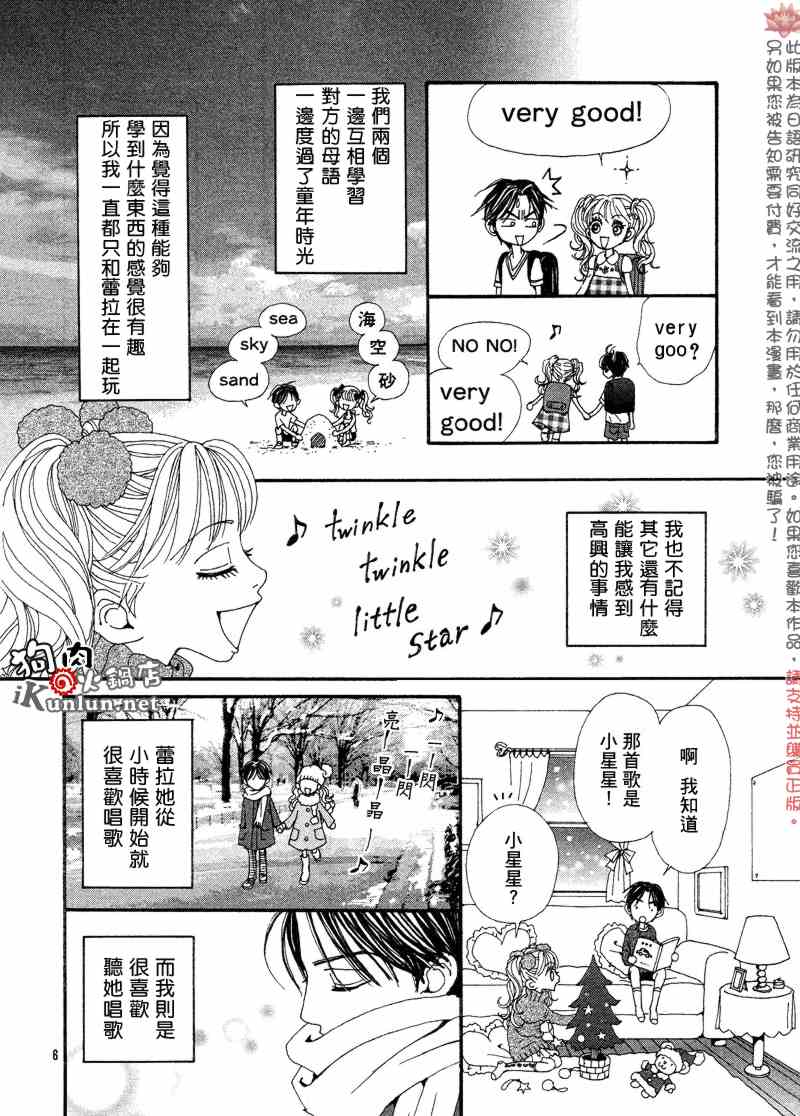 very good!
very
goo?
NO NO!
very
good!
我們兩個
一邊互相學習
對方的母語
一邊度過了童年時光
因為覺得這種能夠
學到什麼東西的感覺很有趣
所以我一直都只和蕾拉在一起玩
海
空
砂
sea
sky
sand
♪ twinkle
twinkle
little
star ♪
我也不記得
其它還有什麼
能讓我感到
高興的事情
啊 我知道
那首歌是
小星星！
小星星？
♪一閃
一閃
亮晶晶
蕾拉她從
小時候開始就
很喜歡唱歌
而我則是
很喜歡
聽她唱歌
6
狗肉
火鍋店
iKunlun.net
此版本為日語研究同好交流之用，請勿用於任何商業用途。如果您喜歡本作品，請支持並購買正版。
另如果您被告知需要付費，才能看到本漫畫，那麼，您被騙了！